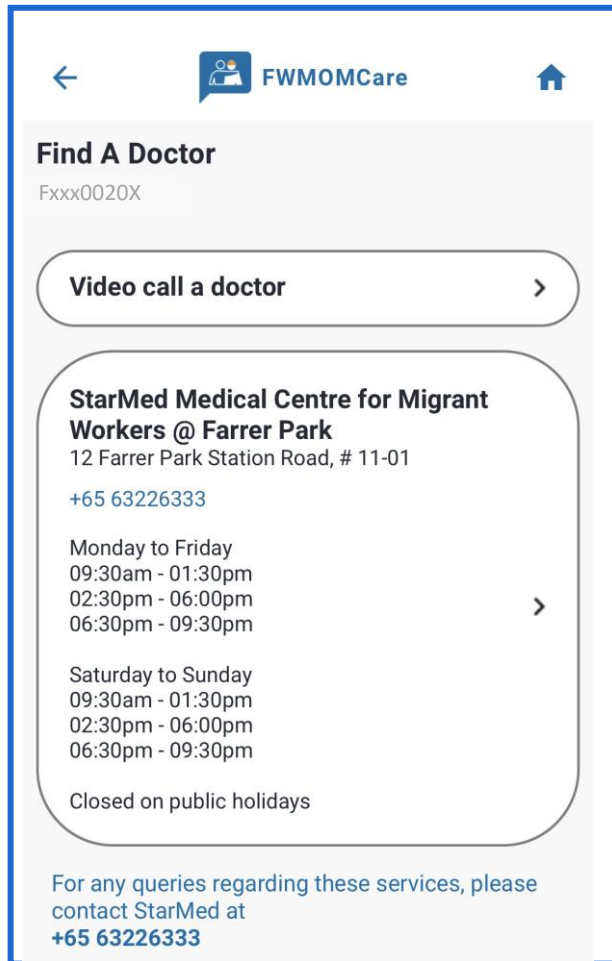 FWMOMCare
Find A Doctor
Fxxx0020X
Video call a doctor
StarMed Medical Centre for Migrant
Workers @ Farrer Park
12 Farrer Park Station Road, # 11-01
+65 63226333
Monday to Friday
09:30am - 01:30pm
02:30pm - 06:00pm
06:30pm - 09:30pm
Saturday to Sunday
09:30am - 01:30pm
02:30pm - 06:00pm
06:30pm - 09:30pm
Closed on public holidays
For any queries regarding these services, please
contact StarMed at
+65 63226333